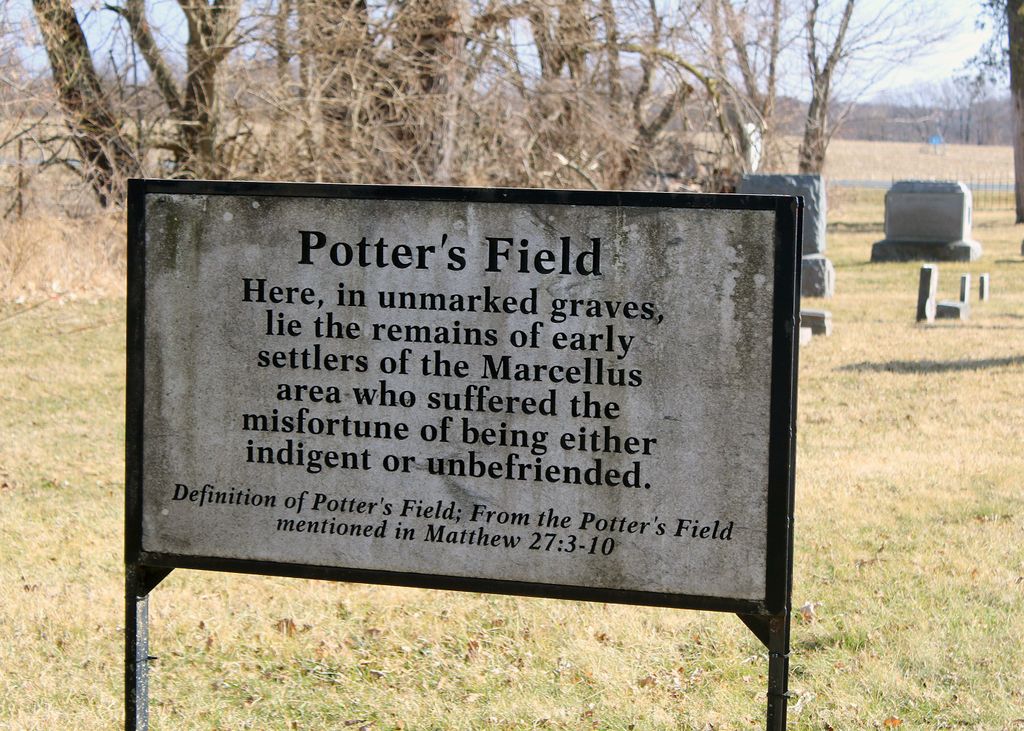 Potter's Field
Here, in unmarked graves,
lie the remains of early
settlers of the Marcellus
area who suffered the
misfortune of being either
indigent or unbefriended.
Definition of Potter's Field; From the Potter's Field
mentioned in Matthew 27:3-10